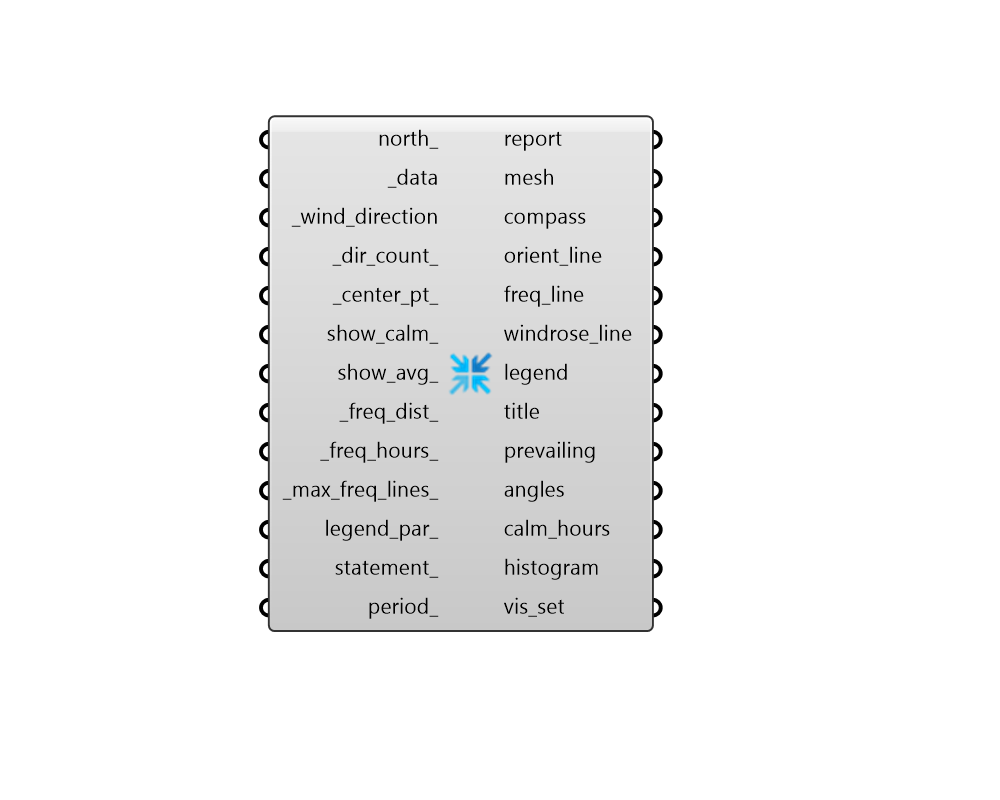 north_ report
_data mesh
_wind_direction compass
_dir_count_ orient_line
_center_pt_ freq_line
show_calm_ windrose_line
show_avg_ legend
_freq_dist_ title
_freq_hours_ prevailing
_max_freq_lines_ angles
legend_par_ calm_hours
statement_ histogram
period_ vis_set